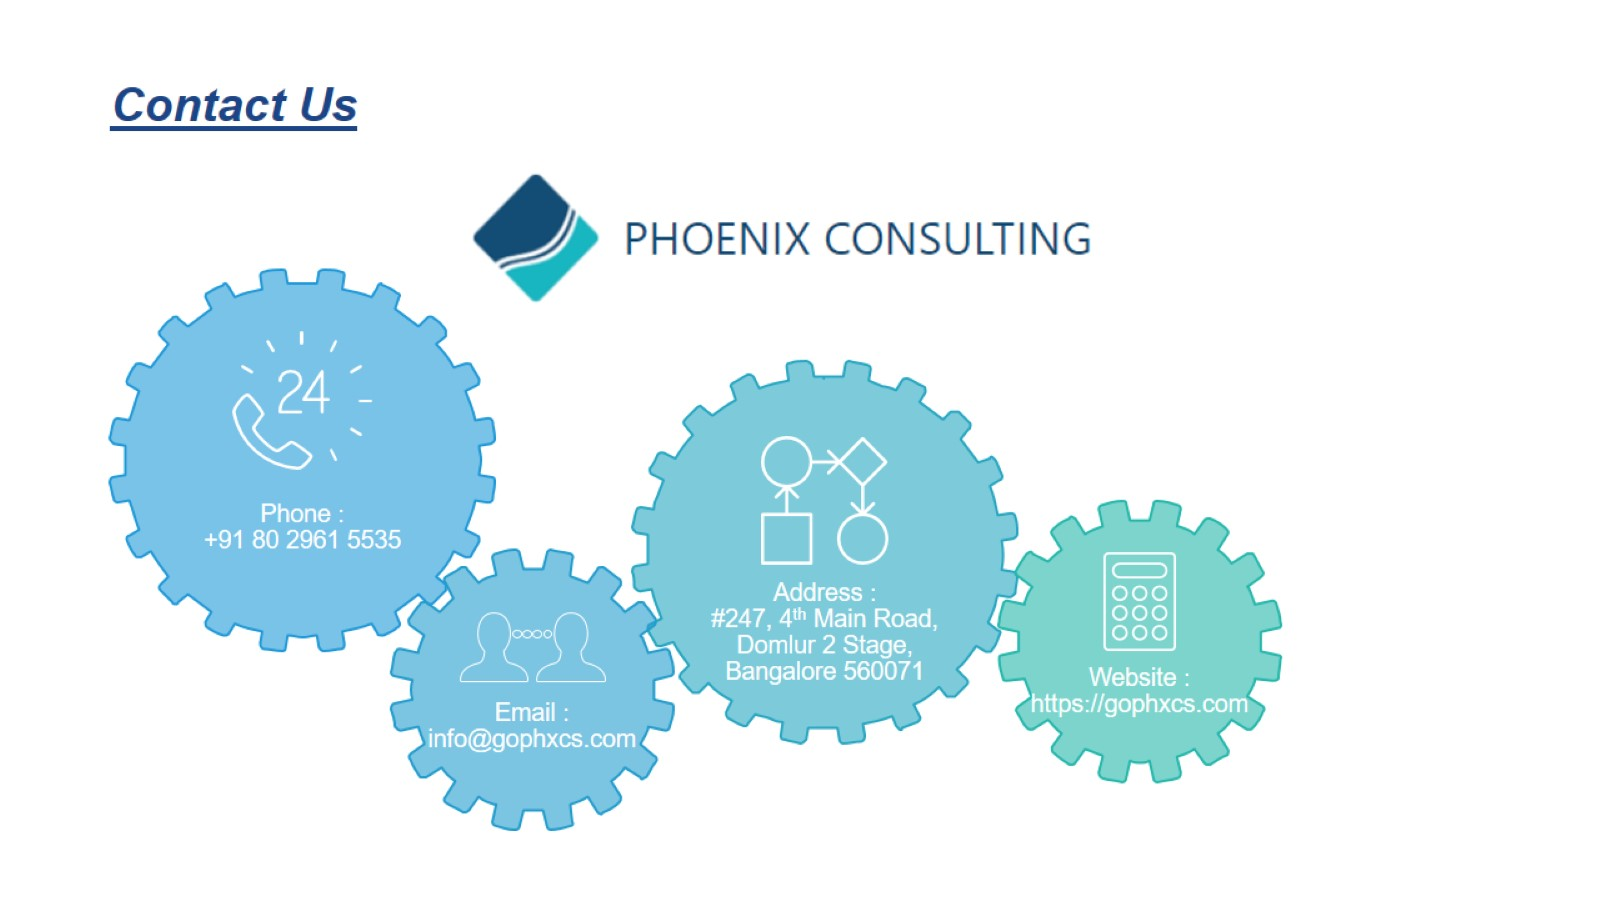 Contact Us
PHOENIX CONSULTING
24
Phone :
+91 80 2961 5535
Email :
info@gophxcs.com
Address :
#247, 4th Main Road,
Domlur 2 Stage,
Bangalore 560071
Website :
https://gophxcs.com